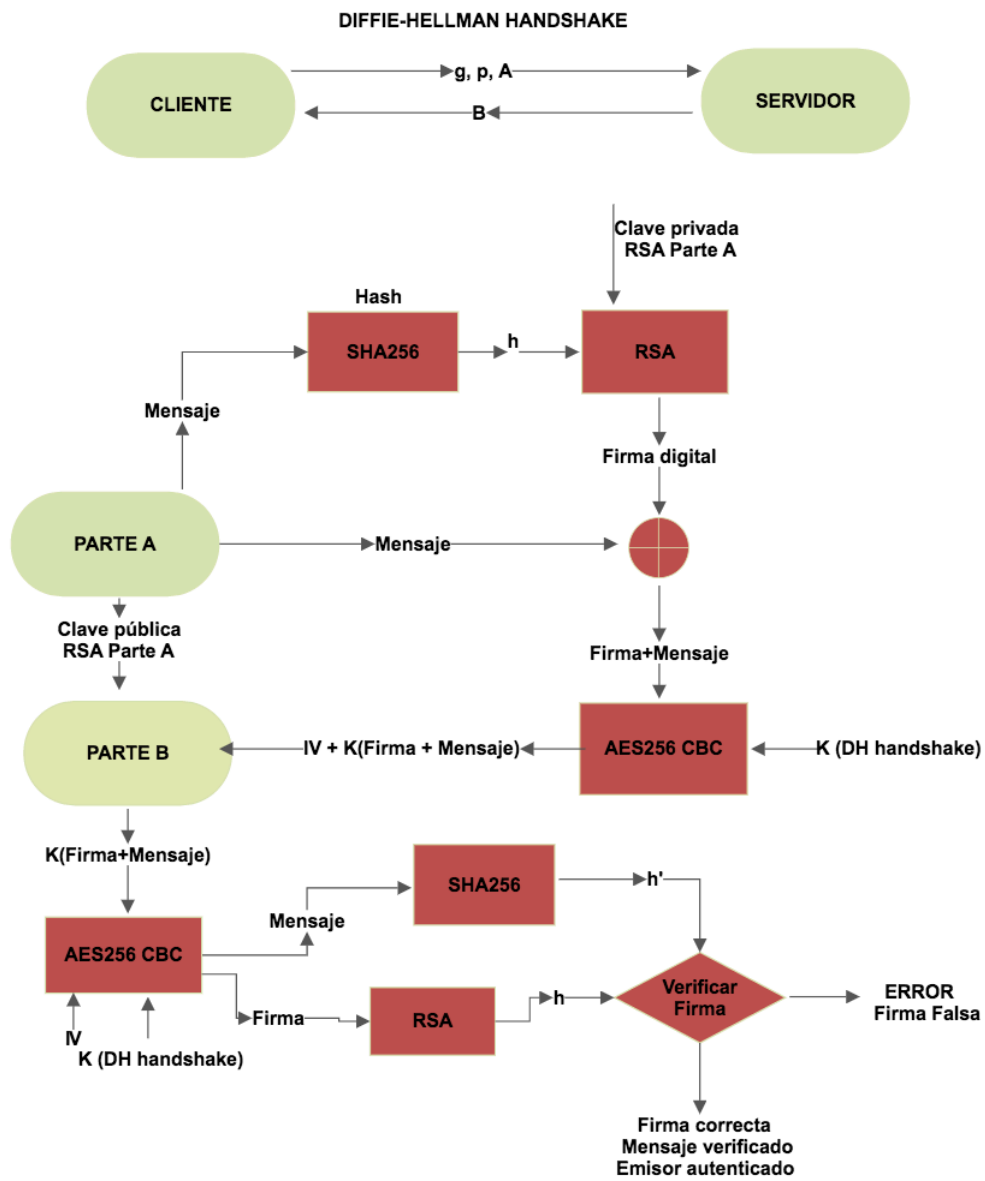 DIFFIE-HELLMAN HANDSHAKE
CLIENTE
g, p, A
SERVIDOR
B
Clave privada
RSA Parte A
Hash
SHA256
h
RSA
Mensaje
Firma digital
PARTE A
Mensaje
Clave pública
RSA Parte A
Firma+Mensaje
PARTE B
IV + K(Firma + Mensaje)
AES256 CBC
K (DH handshake)
K(Firma+Mensaje)
SHA256
h'
Mensaje
AES256 CBC
Verificar
Firma
ERROR
Firma Falsa
Firma
RSA
h
IV
K (DH handshake)
Firma correcta
Mensaje verificado
Emisor autenticado